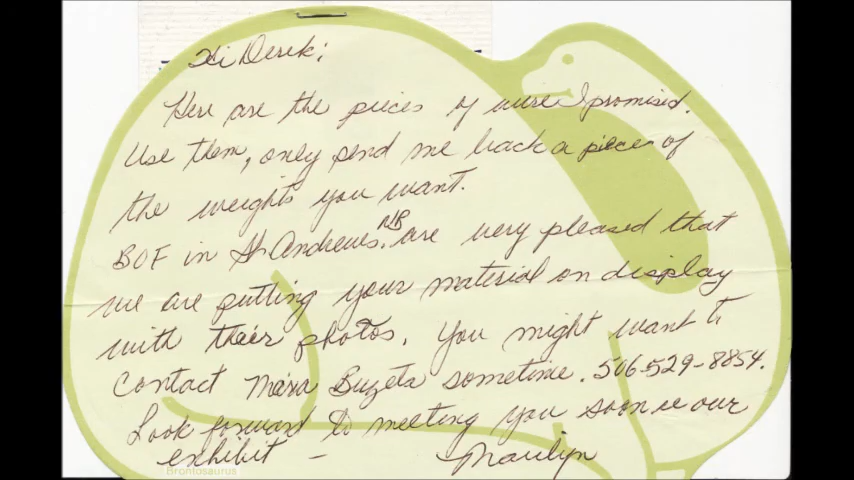 Hi Derek:
Here are the pieces of wire I promised.
Use them, only send me back a piece of
the weights you want.
BOF in St. Andrews, NB are very pleased that
we are putting your material on display
with their photos. You might want to
Contact Maria Buzeta sometime. 506-529-8854.
Look forward to meeting you soon is our
exhibit -
Marilyn
Brontosaurus